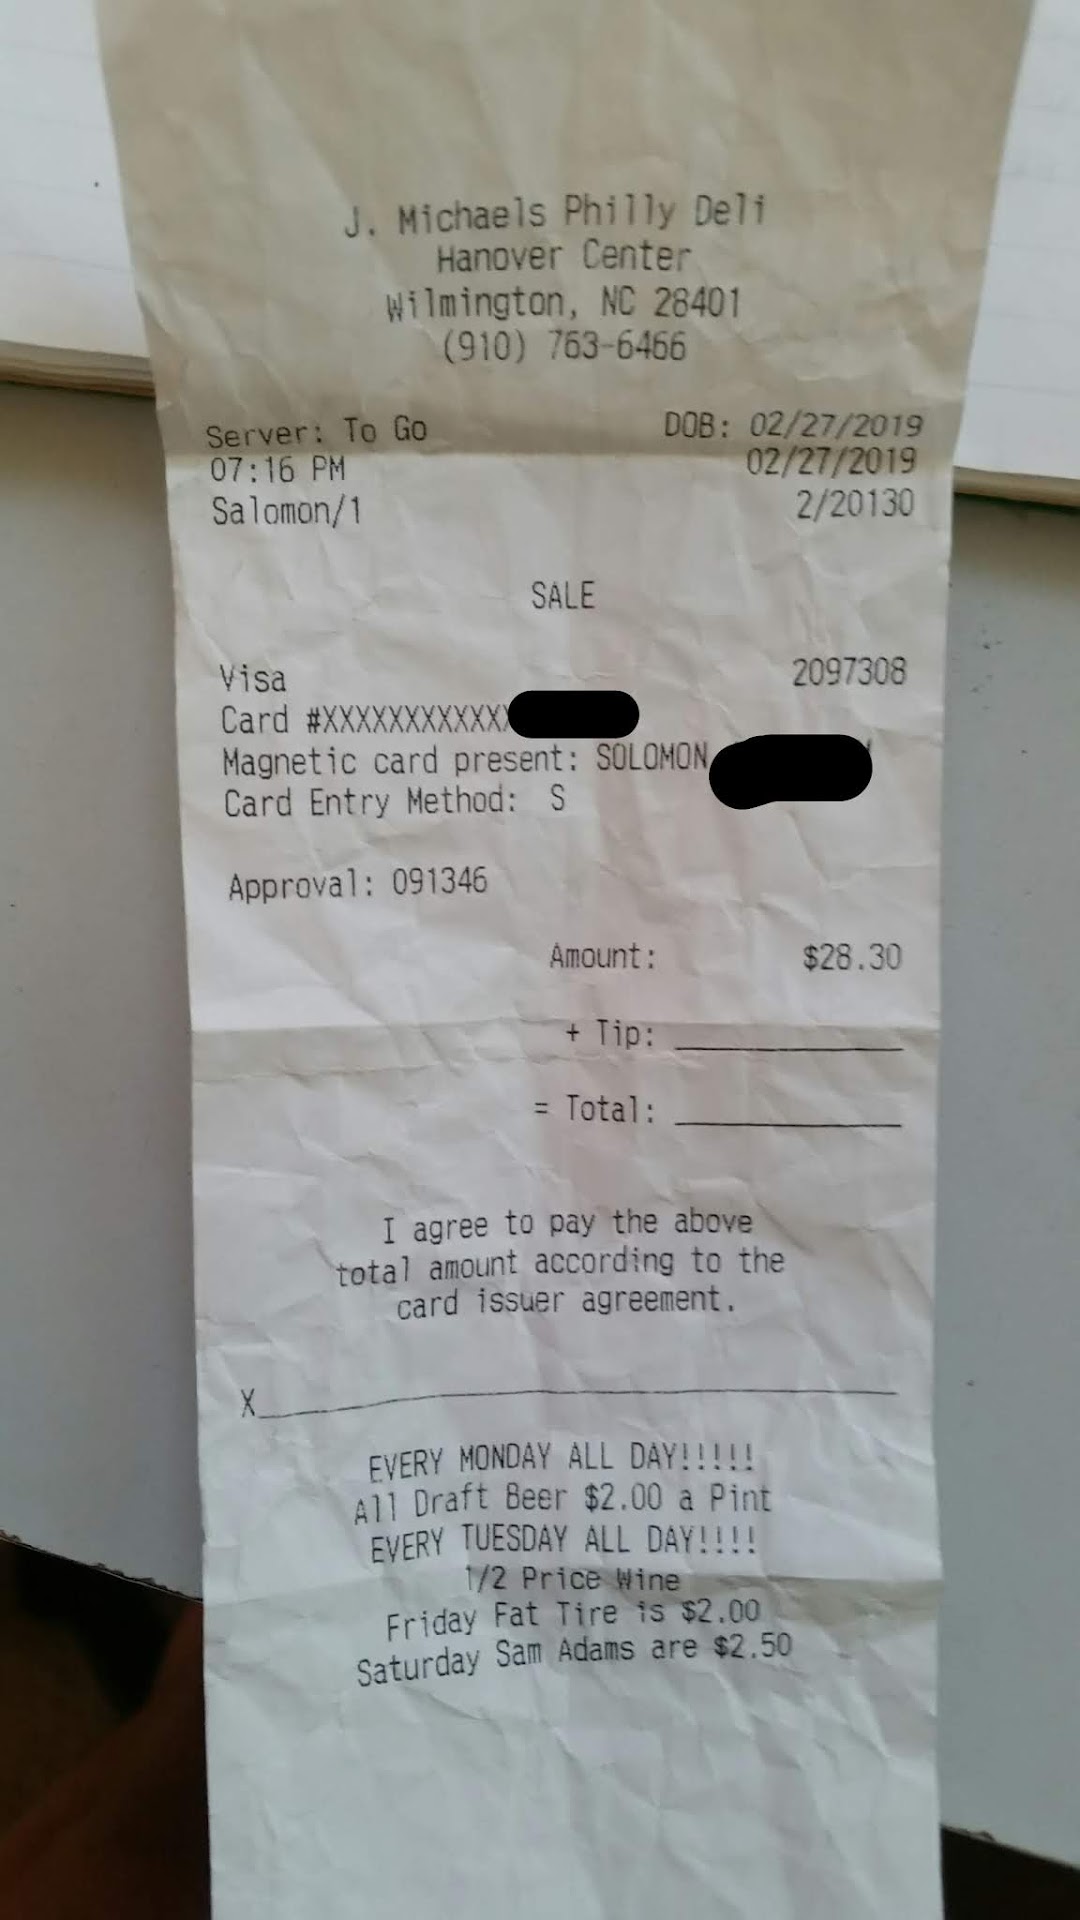 J. Michaels Philly Deli
Hanover Center
Wilmington, NC 28401
(910) 763-6466
Server: To Go DOB: 02/27/2019
07:16 PM 02/27/2019
Salomon/1 2/20130
SALE
Visa 2097308
Card #XXXXXXXXXXXX
Magnetic card present: SOLOMON
Card Entry Method: S
Approval: 091346
Amount: $28.30
+ Tip:
= Total:
I agree to pay the above
total amount according to the
card issuer agreement.
X
EVERY MONDAY ALL DAY!!!!!
All Draft Beer $2.00 a Pint
EVERY TUESDAY ALL DAY!!!!
1/2 Price Wine
Friday Fat Tire is $2.00
Saturday Sam Adams are $2.50